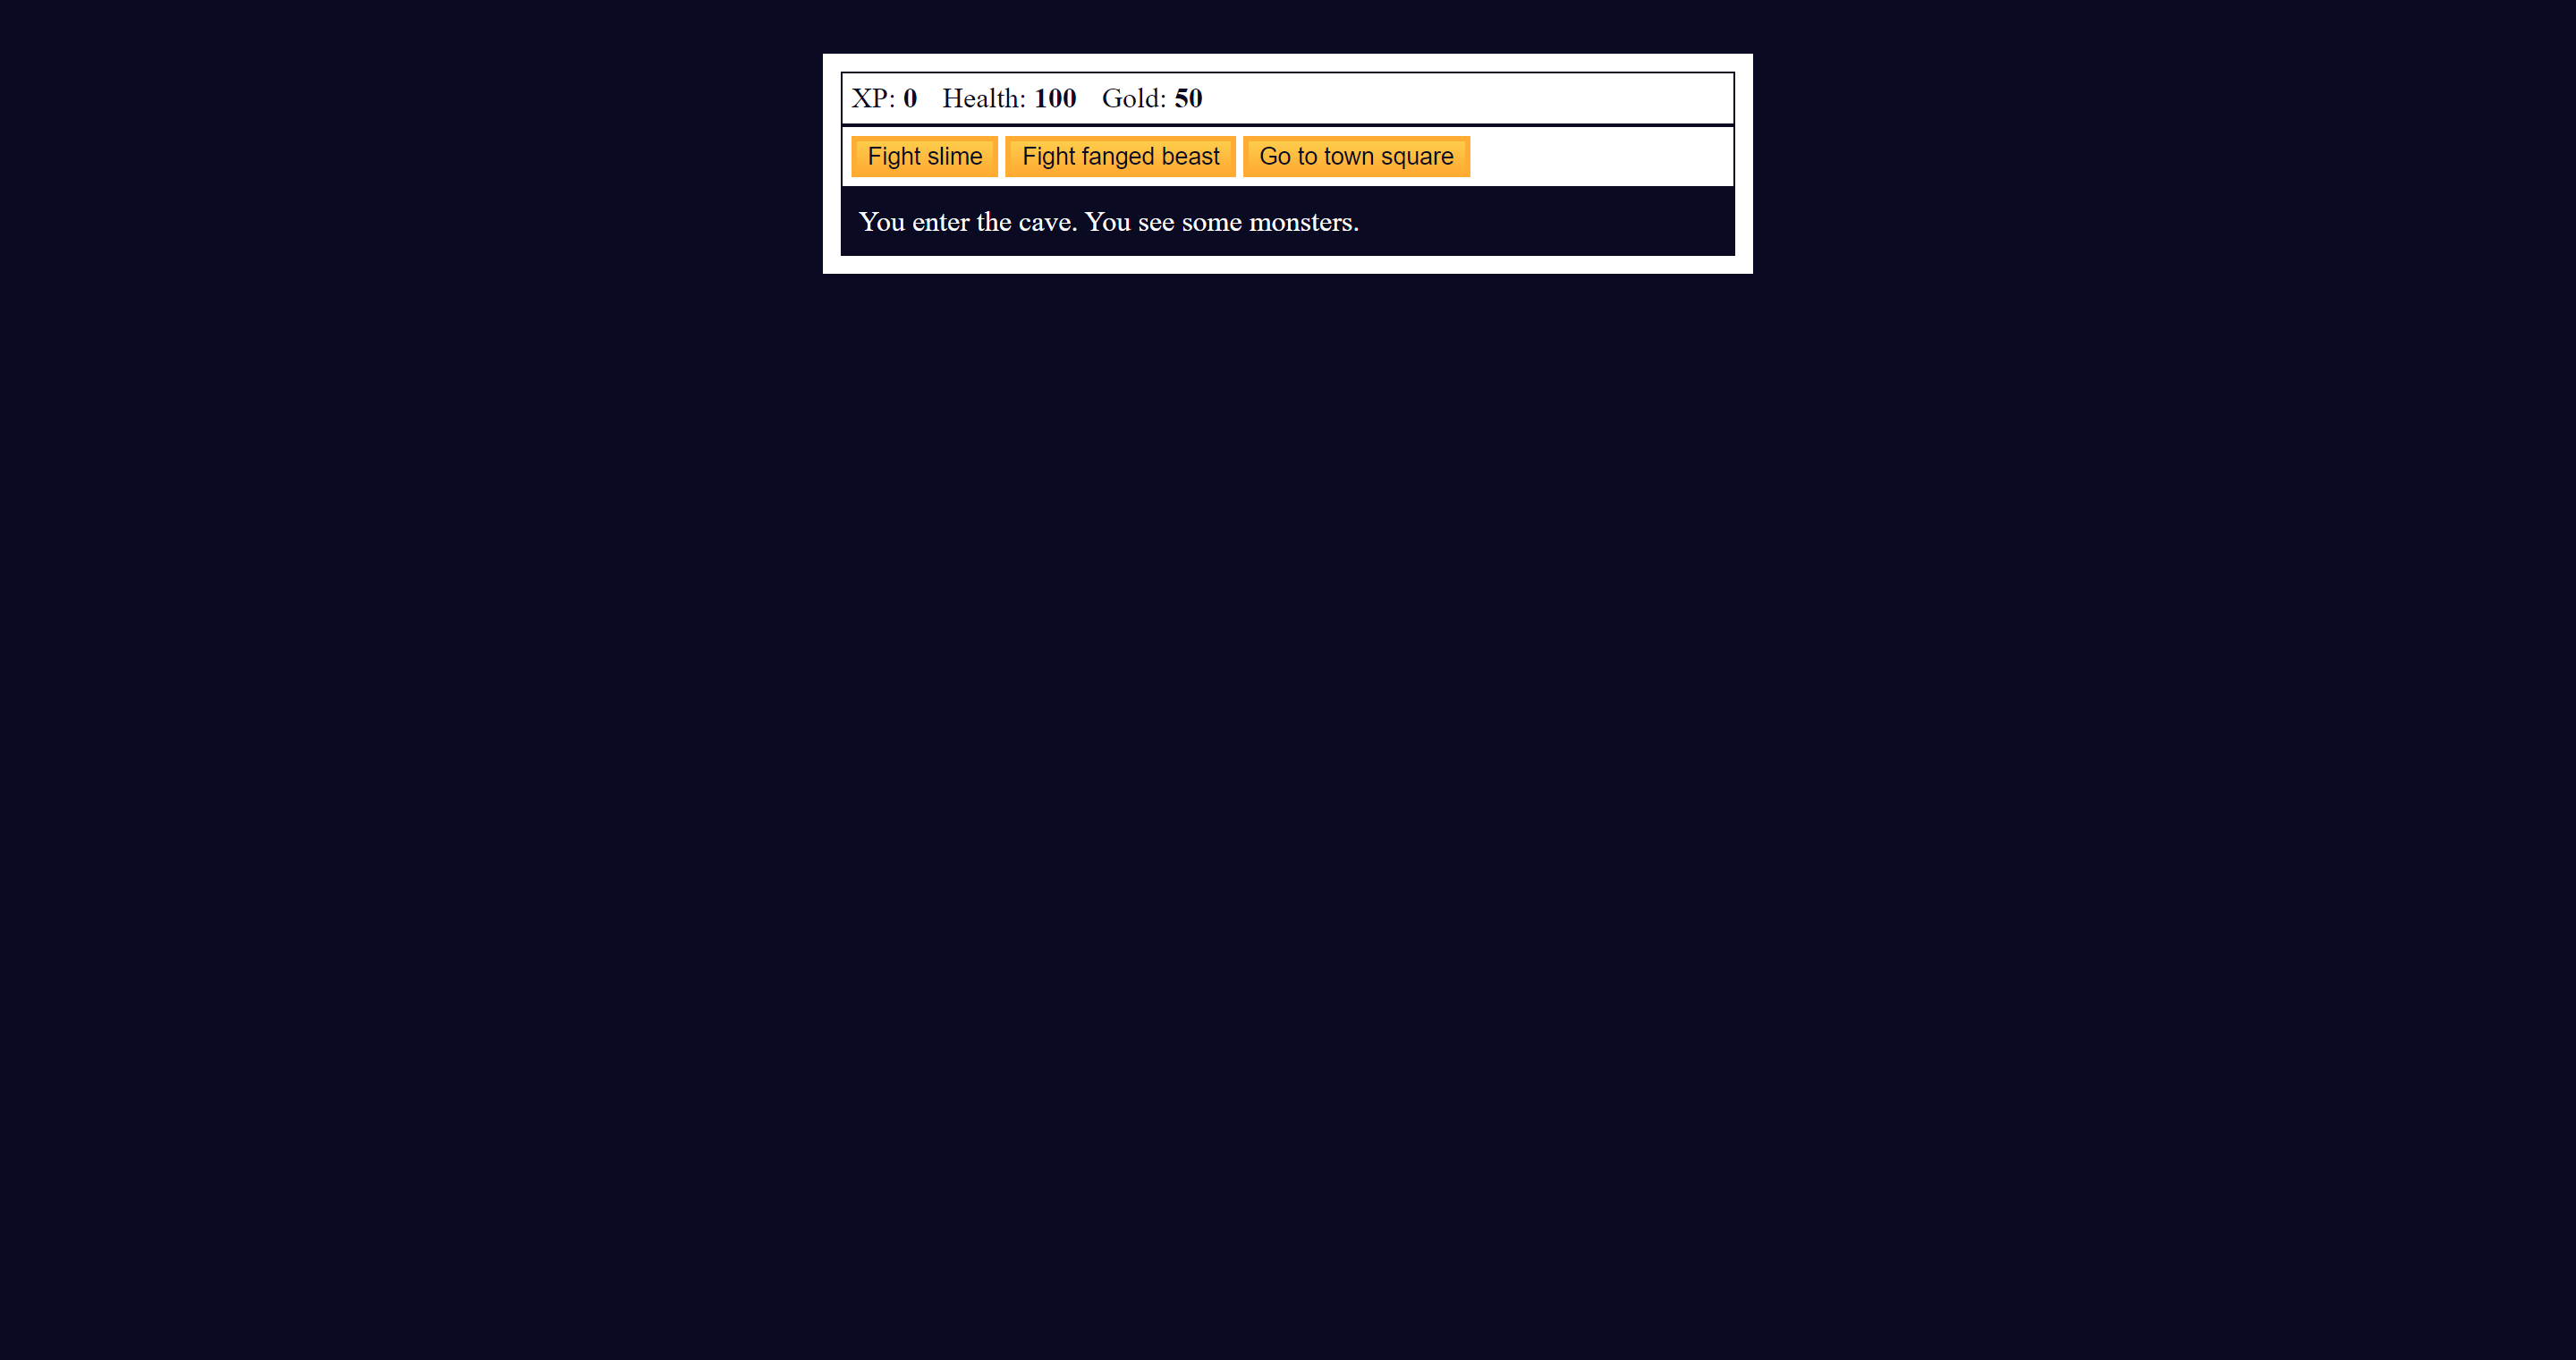 XP: 0 Health: 100 Gold: 50
Fight slime Fight fanged beast Go to town square
You enter the cave. You see some monsters.